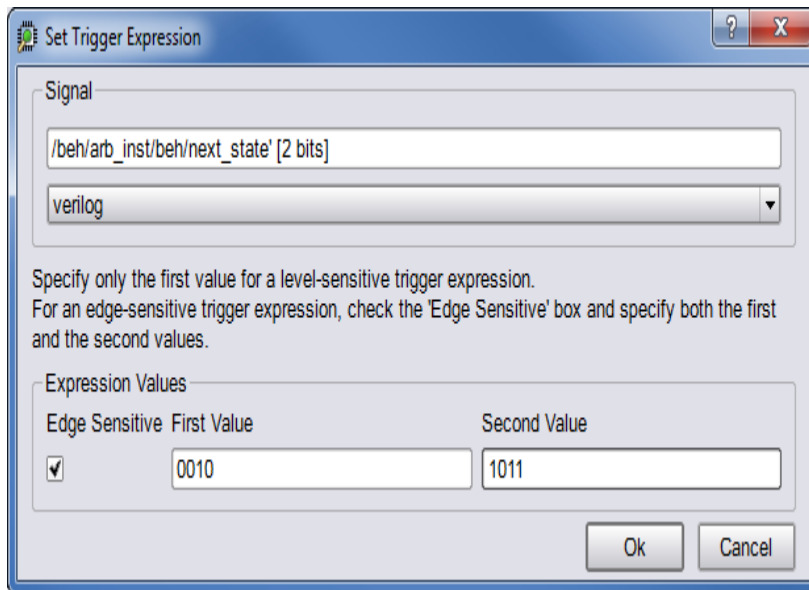 Set Trigger Expression
? X
Signal
/beh/arb_inst/beh/next_state' [2 bits]
verilog
Specify only the first value for a level-sensitive trigger expression.
For an edge-sensitive trigger expression, check the 'Edge Sensitive' box and specify both the first
and the second values.
Expression Values
Edge Sensitive First Value Second Value
0010 1011
Ok Cancel